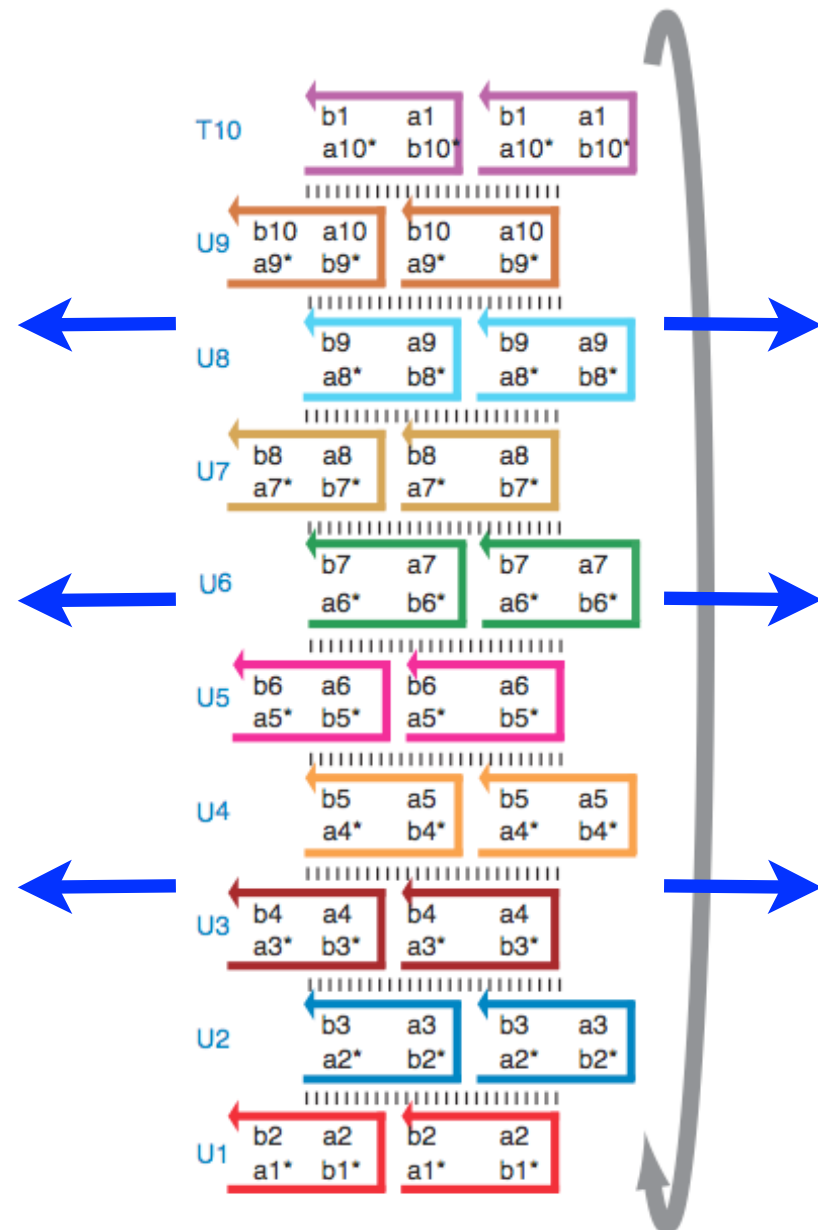 T10 b1 a1 b1 a1
a10* b10* a10* b10*
U9 b10 a10 b10 a10
a9* b9* a9* b9*
U8 b9 a9 b9 a9
a8* b8* a8* b8*
U7 b8 a8 b8 a8
a7* b7* a7* b7*
U6 b7 a7 b7 a7
a6* b6* a6* b6*
U5 b6 a6 b6 a6
a5* b5* a5* b5*
U4 b5 a5 b5 a5
a4* b4* a4* b4*
U3 b4 a4 b4 a4
a3* b3* a3* b3*
U2 b3 a3 b3 a3
a2* b2* a2* b2*
U1 b2 a2 b2 a2
a1* b1* a1* b1*